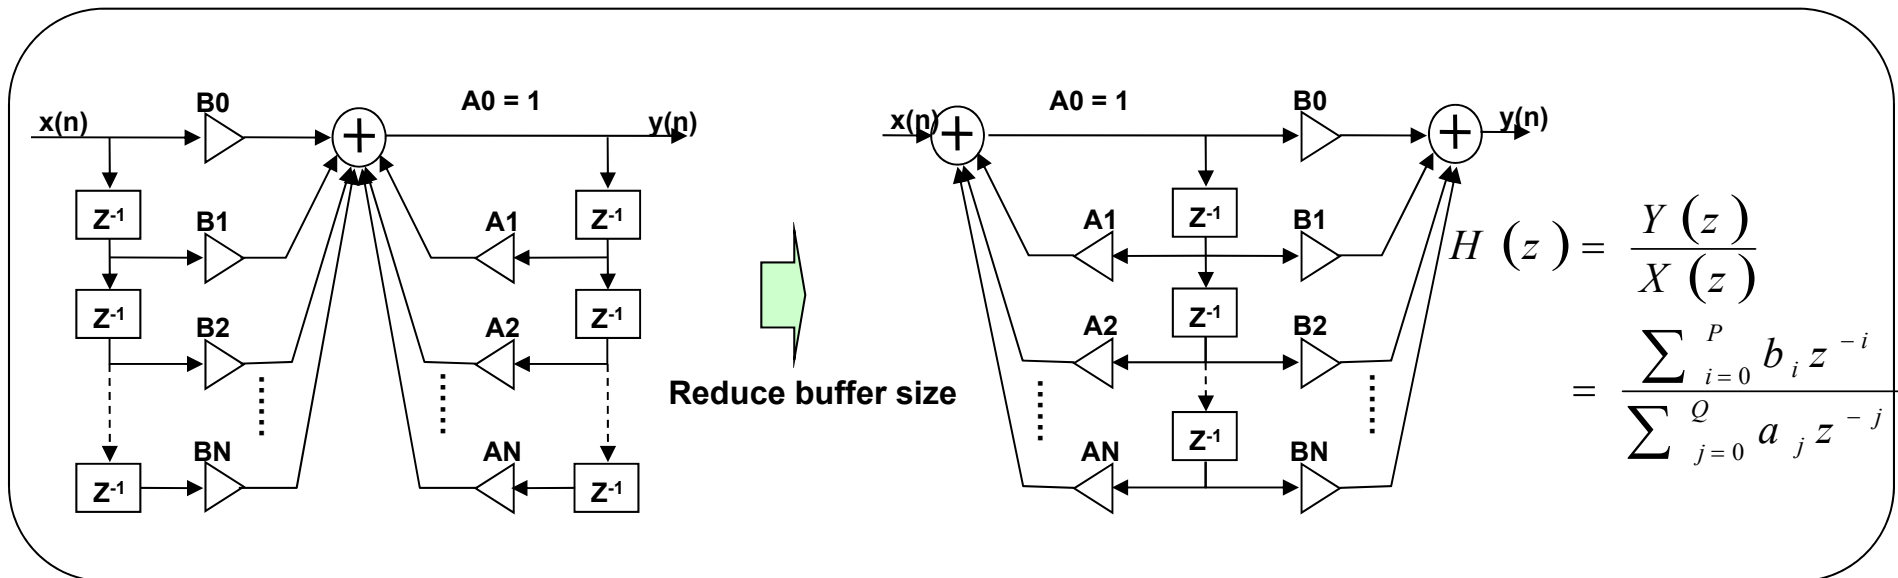 x(n) B0 A0 = 1 y(n)
Z-1 B1 A1 Z-1
Z-1 B2 A2 Z-1
Z-1 BN AN Z-1
Reduce buffer size
x(n) A0 = 1 B0 y(n)
Z-1
A1 B1
Z-1
A2 B2
Z-1
AN BN
H (z) = Y (z) / X (z)
= ∑ P i = 0 b i z − i / ∑ Q j = 0 a j z − j